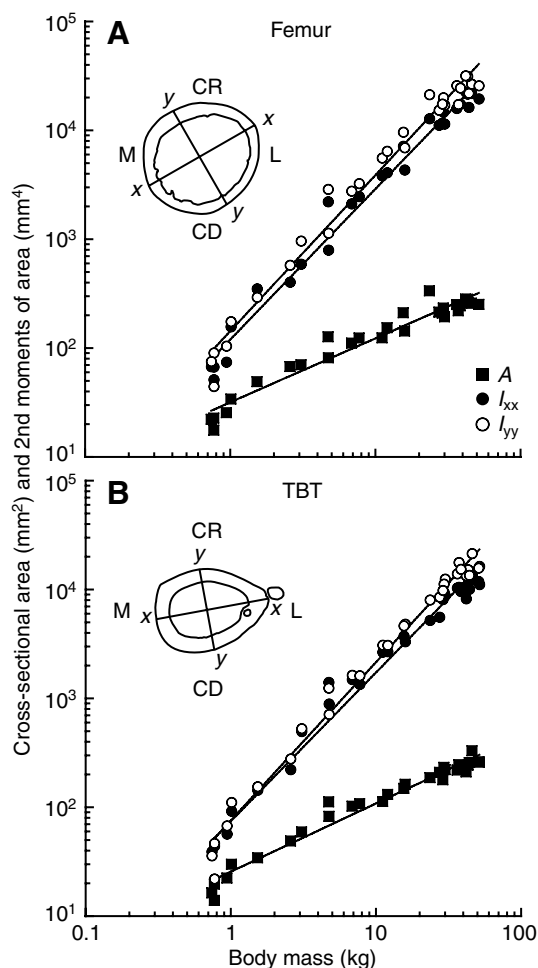 A
Femur
10^5
10^4
10^3
10^2
10^1
CR
y
x
M
L
x
y
CD
A
I_xx
I_yy
Cross-sectional area (mm^2) and 2nd moments of area (mm^4)
B
TBT
10^5
10^4
10^3
10^2
10^1
CR
y
M
x
x
L
y
CD
0.1
1
10
100
Body mass (kg)